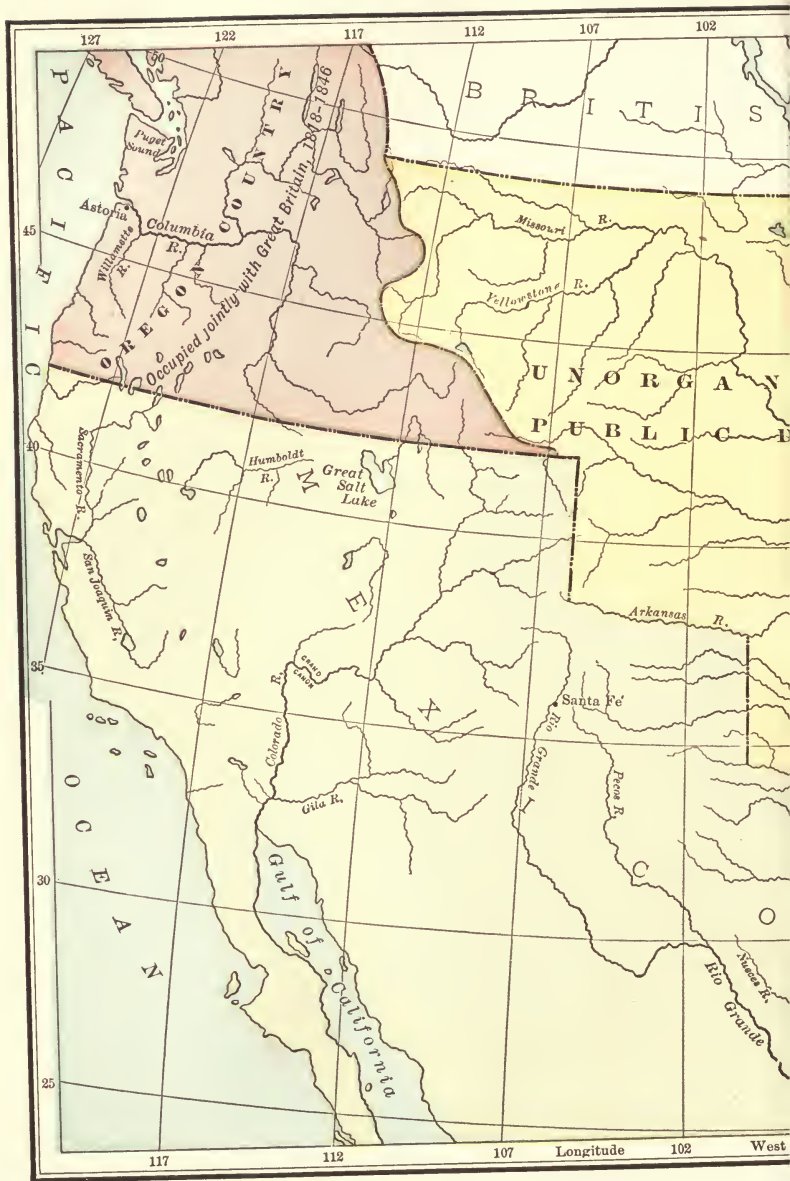 127 122 117 112 107 102
50
PACIFIC
OCEAN
BRITIS
Puget
Sound
OREGON COUNTRY
Occupied jointly with Great Britain, 1818-1846
Astoria
Columbia
R.
Willamette
R.
45
Missouri R.
Yellowstone R.
UNORGAN
PUBLIC D
40
Sacramento R.
Humboldt
R.
Great
Salt
Lake
MEXICO
San Joaquin R.
Arkansas R.
35
GRAND
CANON
Colorado R.
Santa Fé
Rio Grande
Pecos R.
Gila R.
30
Gulf of California
Nueces R.
Rio Grande
25
117 112 107 Longitude 102 West